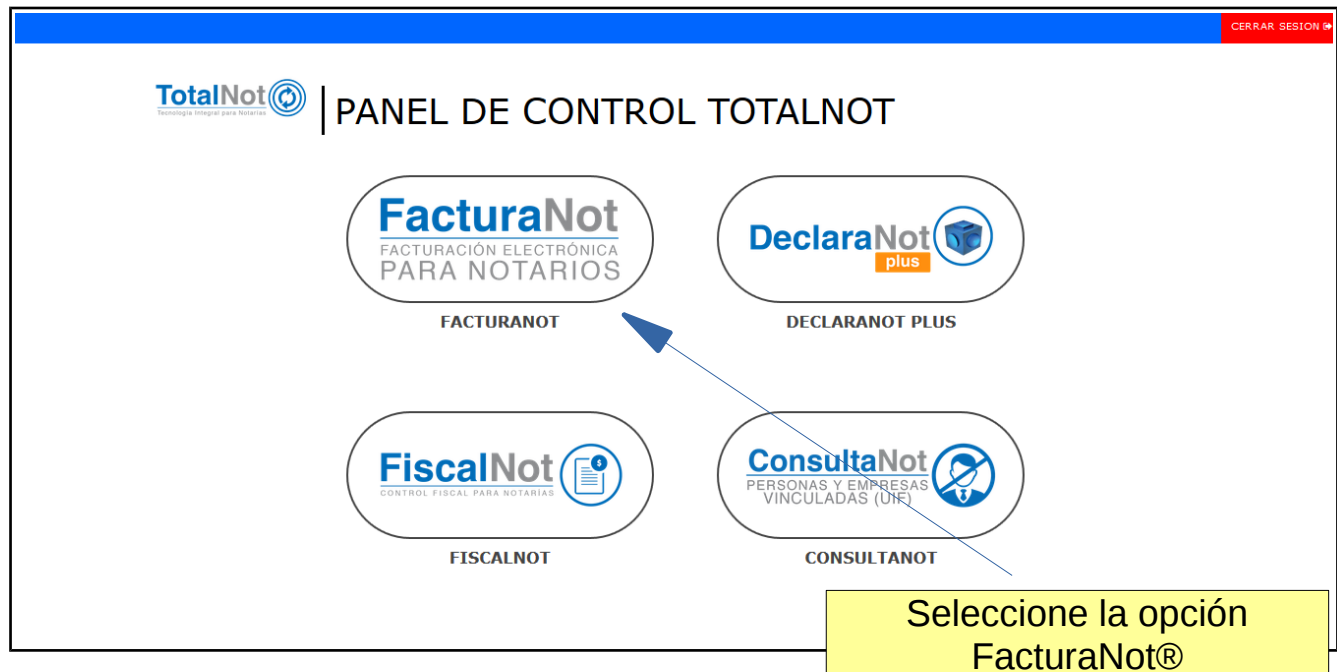 CERRAR SESION
TotalNot
Tecnología Integral para Notarías
PANEL DE CONTROL TOTALNOT
FacturaNot
FACTURACIÓN ELECTRÓNICA
PARA NOTARIOS
FACTURANOT
DeclaraNot
plus
DECLARANOT PLUS
FiscalNot
CONTROL FISCAL PARA NOTARÍAS
$
FISCALNOT
ConsultaNot
PERSONAS Y EMPRESAS
VINCULADAS (UIF)
CONSULTANOT
Seleccione la opción
FacturaNot®